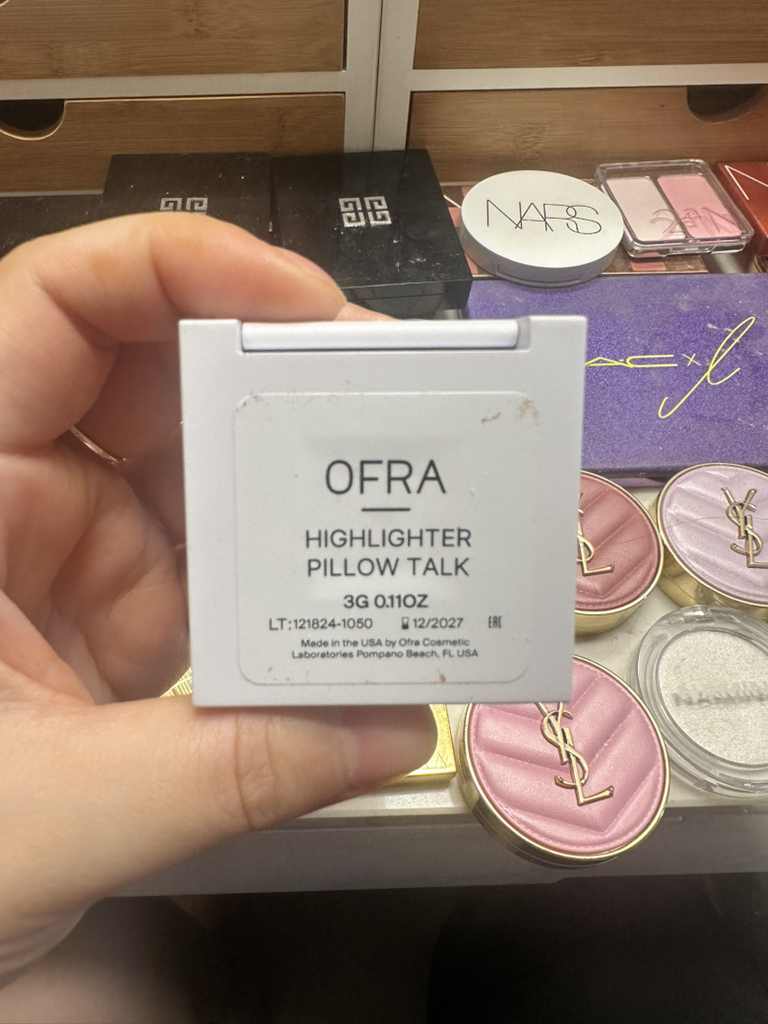 NARS
YSL
YSL
YSL
OFRA
HIGHLIGHTER
PILLOW TALK
3G 0.11OZ
LT:121824-1050 12/2027 EAC
Made in the USA by Ofra Cosmetic
Laboratories Pompano Beach, FL USA